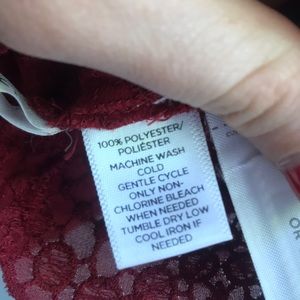 100% POLYESTER/
POLIÉSTER
MACHINE WASH
COLD
GENTLE CYCLE
ONLY NON-
CHLORINE BLEACH
WHEN NEEDED
TUMBLE DRY LOW
COOL IRON IF
NEEDED